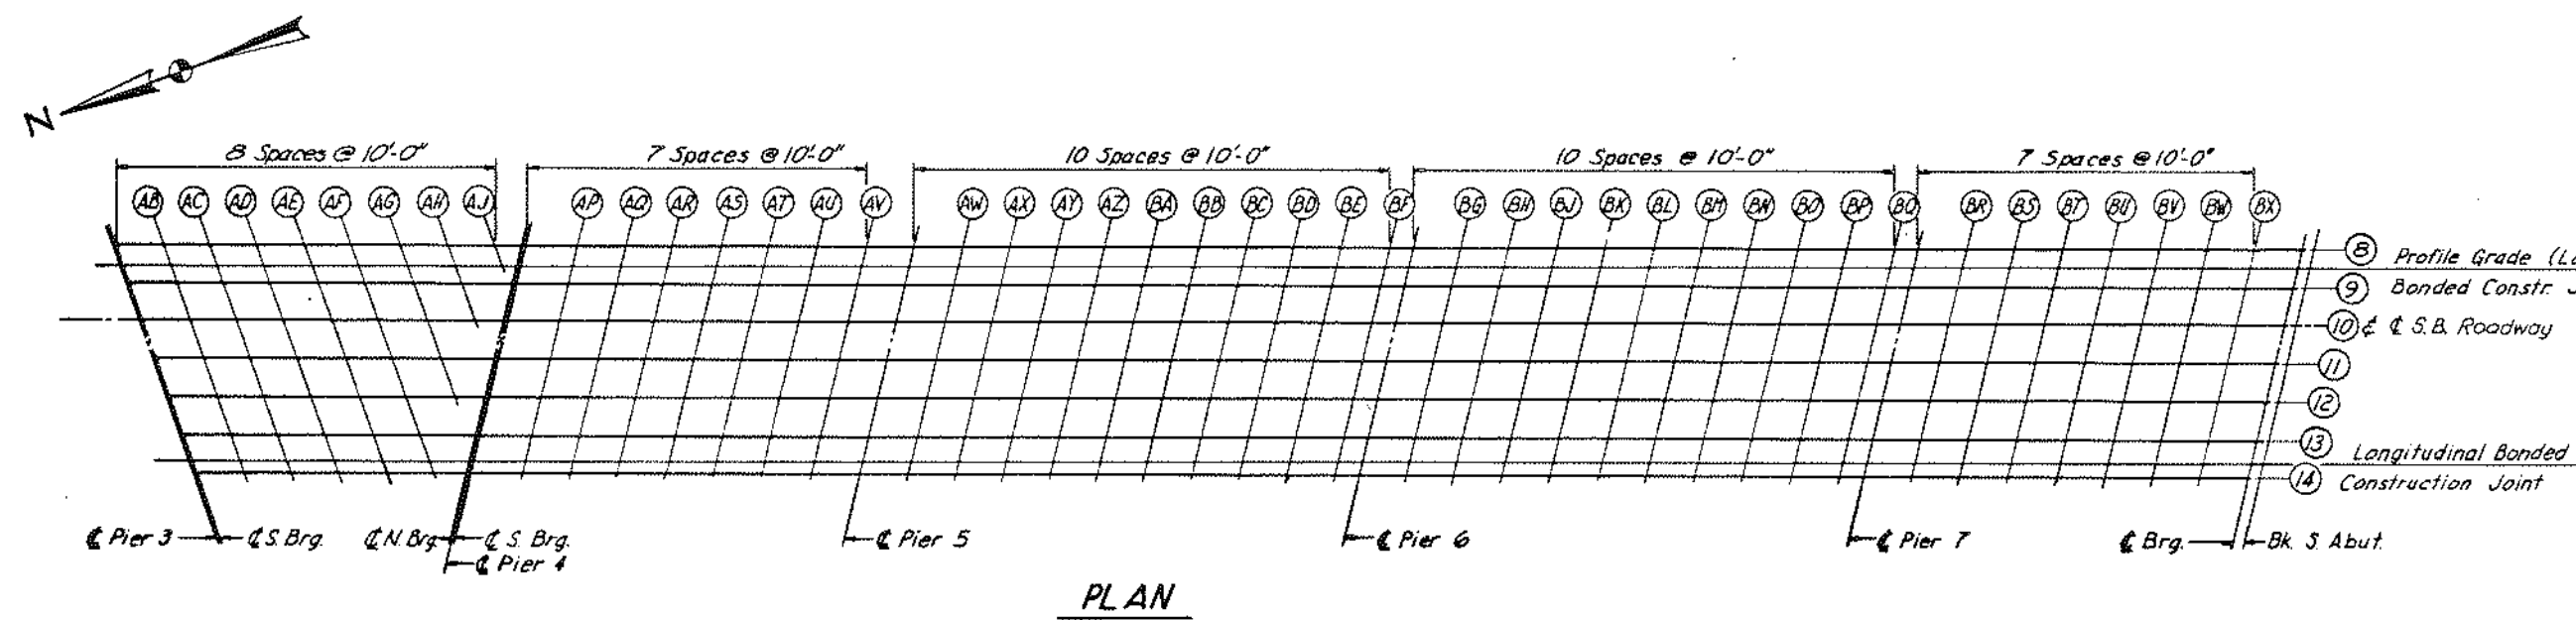 N
8 Spaces @ 10'-0" 7 Spaces @ 10'-0" 10 Spaces @ 10'-0" 10 Spaces @ 10'-0" 7 Spaces @ 10'-0"
AB AC AD AE AF AG AH AJ AP AQ AR AS AT AU AV AW AX AY AZ BA BB BC BD BE BF BG BH BJ BK BL BM BN BO BP BQ BR BS BT BU BV BW BX
8 Profile Grade
9 Bonded Constr.
10 ℄ ℄ S.B. Roadway
11
12
13 Longitudinal Bonded
14 Construction Joint
℄ Pier 3 ℄ S. Brg. ℄ N. Brg ℄ S. Brg. ℄ Pier 5 ℄ Pier 6 ℄ Pier 7 ℄ Brg. Bk. S. Abut.
℄ Pier 4
PLAN